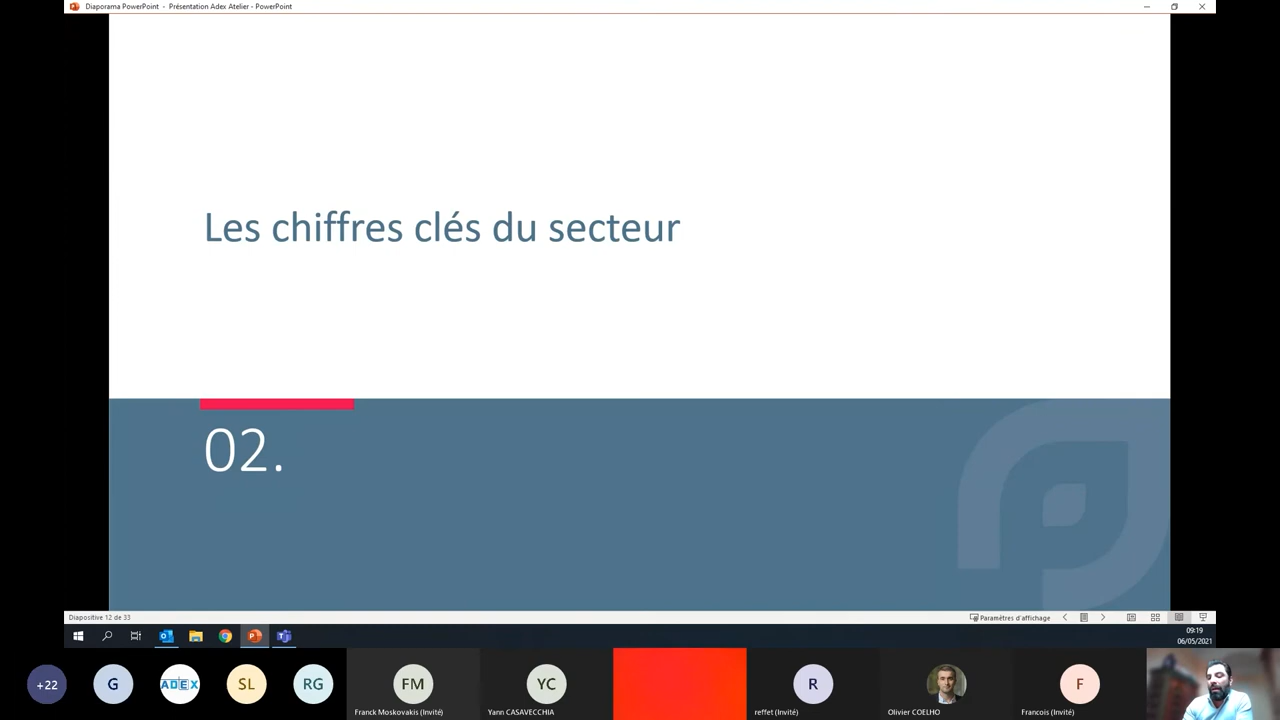 Diaporama PowerPoint - Présentation Adex Atelier - PowerPoint
Les chiffres clés du secteur
02.
Diapositive 12 de 33
Paramètres d'affichage
09:19
06/05/2021
+22
G
ADEX
SL
RG
FM
Franck Moskovakis (Invité)
YC
Yann CASAVECCHIA
R
reffet (Invité)
Olivier COELHO
F
Francois (Invité)